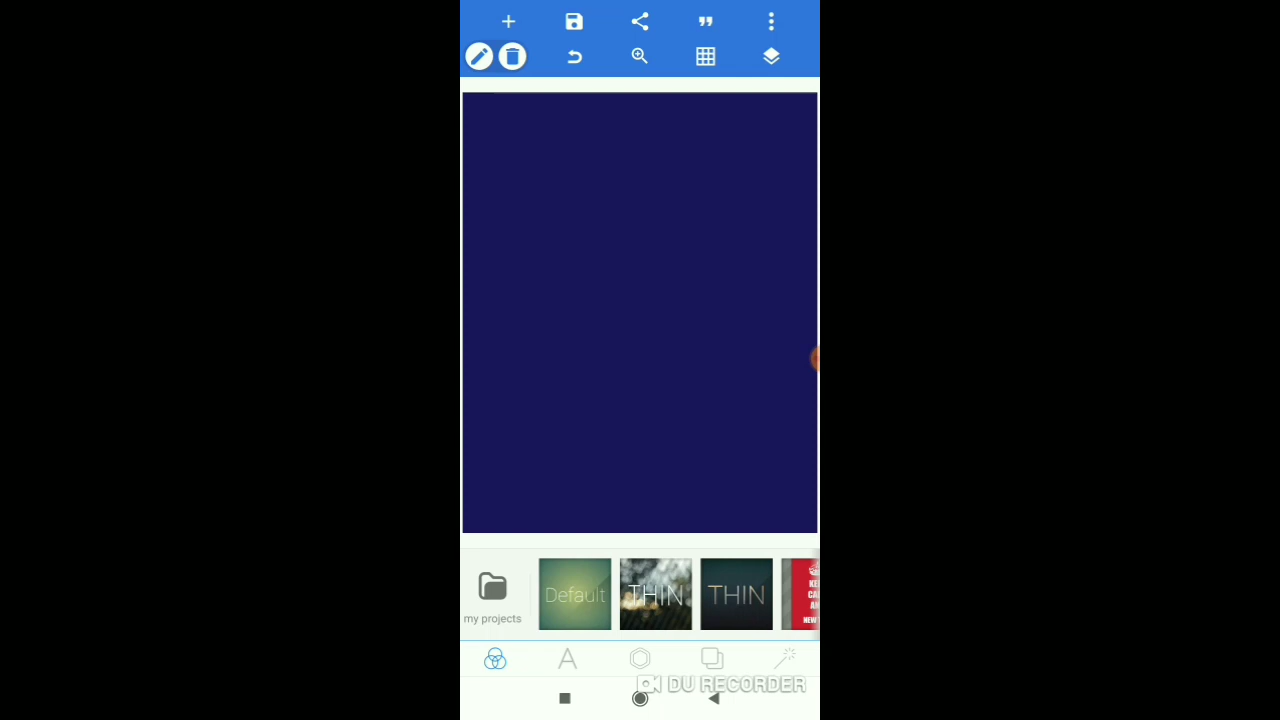 my projects
Default
THIN
THIN
DU RECORDER